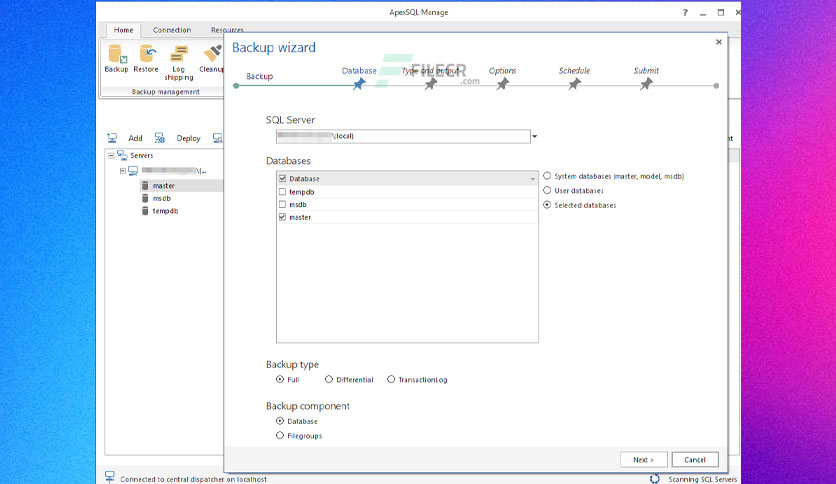 ApexSQL Manage
?
Home Connection Resources
Backup Restore Log shipping Cleanup
Backup management
Add Deploy
Servers
master
msdb
tempdb
Backup wizard
FILECR
.com
Backup Database Type and output Options Schedule Submit
SQL Server
\(local)
Databases
Database
tempdb
msdb
master
System databases (master, model, msdb)
User databases
Selected databases
Backup type
Full Differential TransactionLog
Backup component
Database
Filegroups
Next > Cancel
Connected to central dispatcher on localhost
Scanning SQL Servers